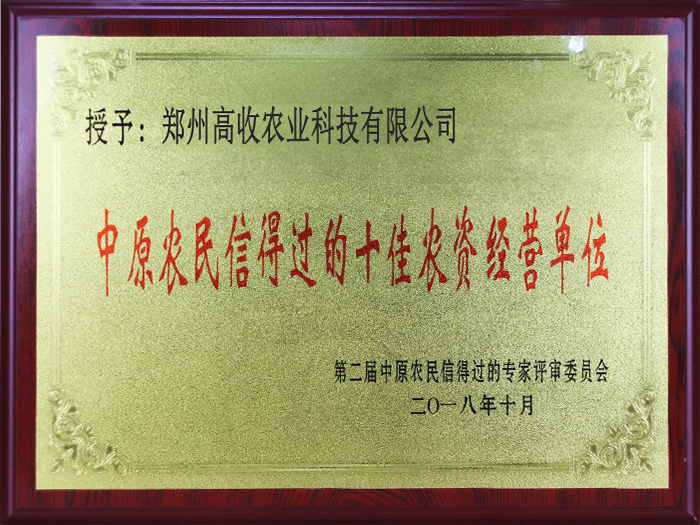 授予：郑州高收农业科技有限公司
中原农民信得过的十佳农资经营单位
第二届中原农民信得过的专家评审委员会
二〇一八年十月